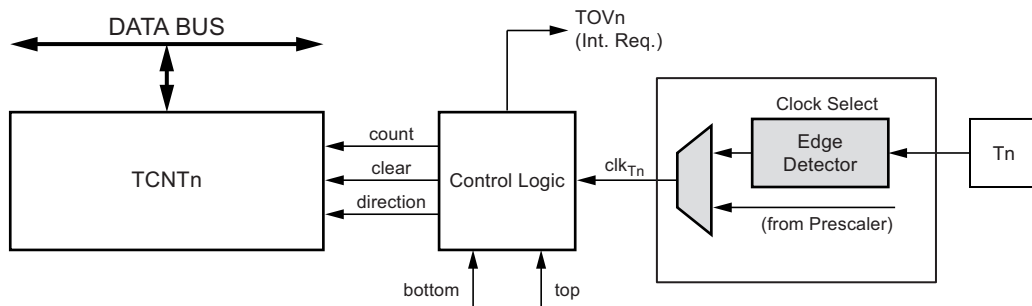 DATA BUS
TOVn
(Int. Req.)
Clock Select
TCNTn
count
clear
direction
Control Logic
clkTn
Edge
Detector
Tn
(from Prescaler)
bottom
top